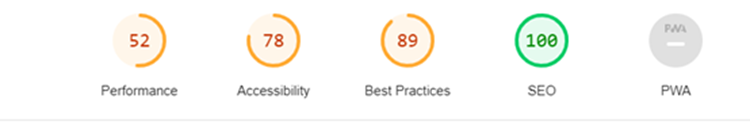 52 78 89 100 PWA
Performance Accessibility Best Practices SEO PWA